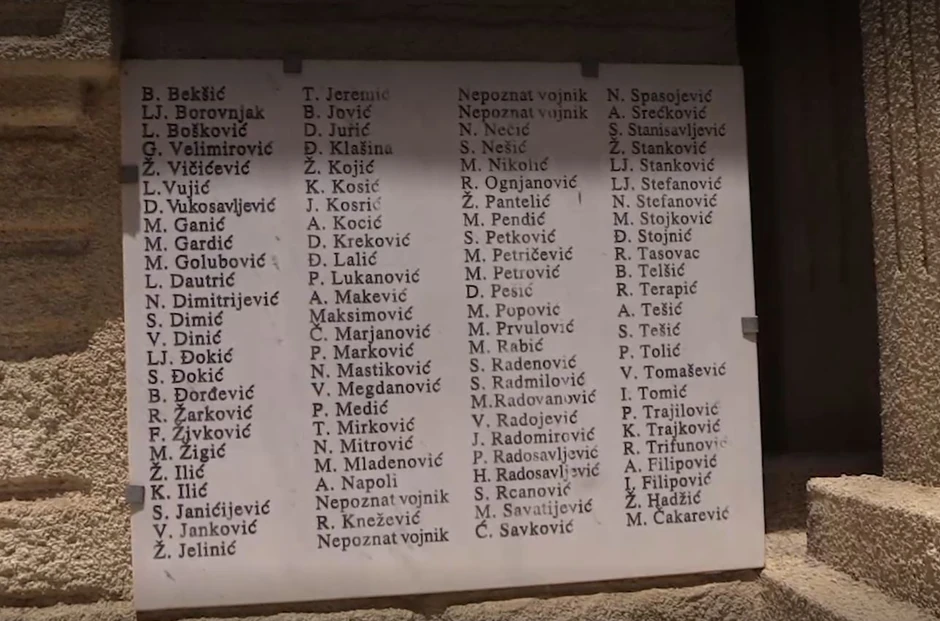 B. Bekšić
LJ. Borovnjak
L. Bošković
G. Velimirović
Ž. Vičićević
L. Vujić
D. Vukosavljević
M. Ganić
M. Gardić
M. Golubović
L. Dautrić
N. Dimitrijević
S. Dimić
V. Dinić
LJ. Đokić
S. Đokić
B. Đorđević
R. Žarković
F. Živković
M. Žigić
Ž. Ilić
K. Ilić
S. Janićijević
V. Janković
Ž. Jelinić
T. Jeremić
B. Jović
D. Jurić
Đ. Klašina
Ž. Kojić
K. Kosić
J. Kosrić
A. Kocić
D. Kreković
Đ. Lalić
P. Lukanović
A. Makević
Maksimović
Č. Marjanović
P. Marković
N. Mastiković
V. Megdanović
P. Medić
T. Mirković
N. Mitrović
M. Mladenović
A. Napoli
Nepoznat vojnik
R. Knežević
Nepoznat vojnik
Nepoznat vojnik
Nepoznat vojnik
N. Nečić
S. Nešić
M. Nikolić
R. Ognjanović
Ž. Pantelić
M. Pendić
S. Petković
M. Petričević
M. Petrović
D. Pešić
M. Popovic
M. Prvulović
M. Rabić
S. Radenović
S. Radmilović
M. Radovanović
V. Radojević
J. Radomirović
P. Radosavljević
H. Radosavljević
S. Rcanović
M. Savatijević
Ć. Savković
N. Spasojević
A. Srećković
S. Stanisavljević
Ž. Stanković
LJ. Stanković
LJ. Stefanović
N. Stefanović
M. Stojković
Đ. Stojnić
R. Tasovac
B. Telšić
R. Terapić
A. Tešić
S. Tešić
P. Tolić
V. Tomašević
I. Tomić
P. Trajilović
K. Trajković
R. Trifunović
A. Filipović
I. Filipović
Ž. Hadžić
M. Čakarević